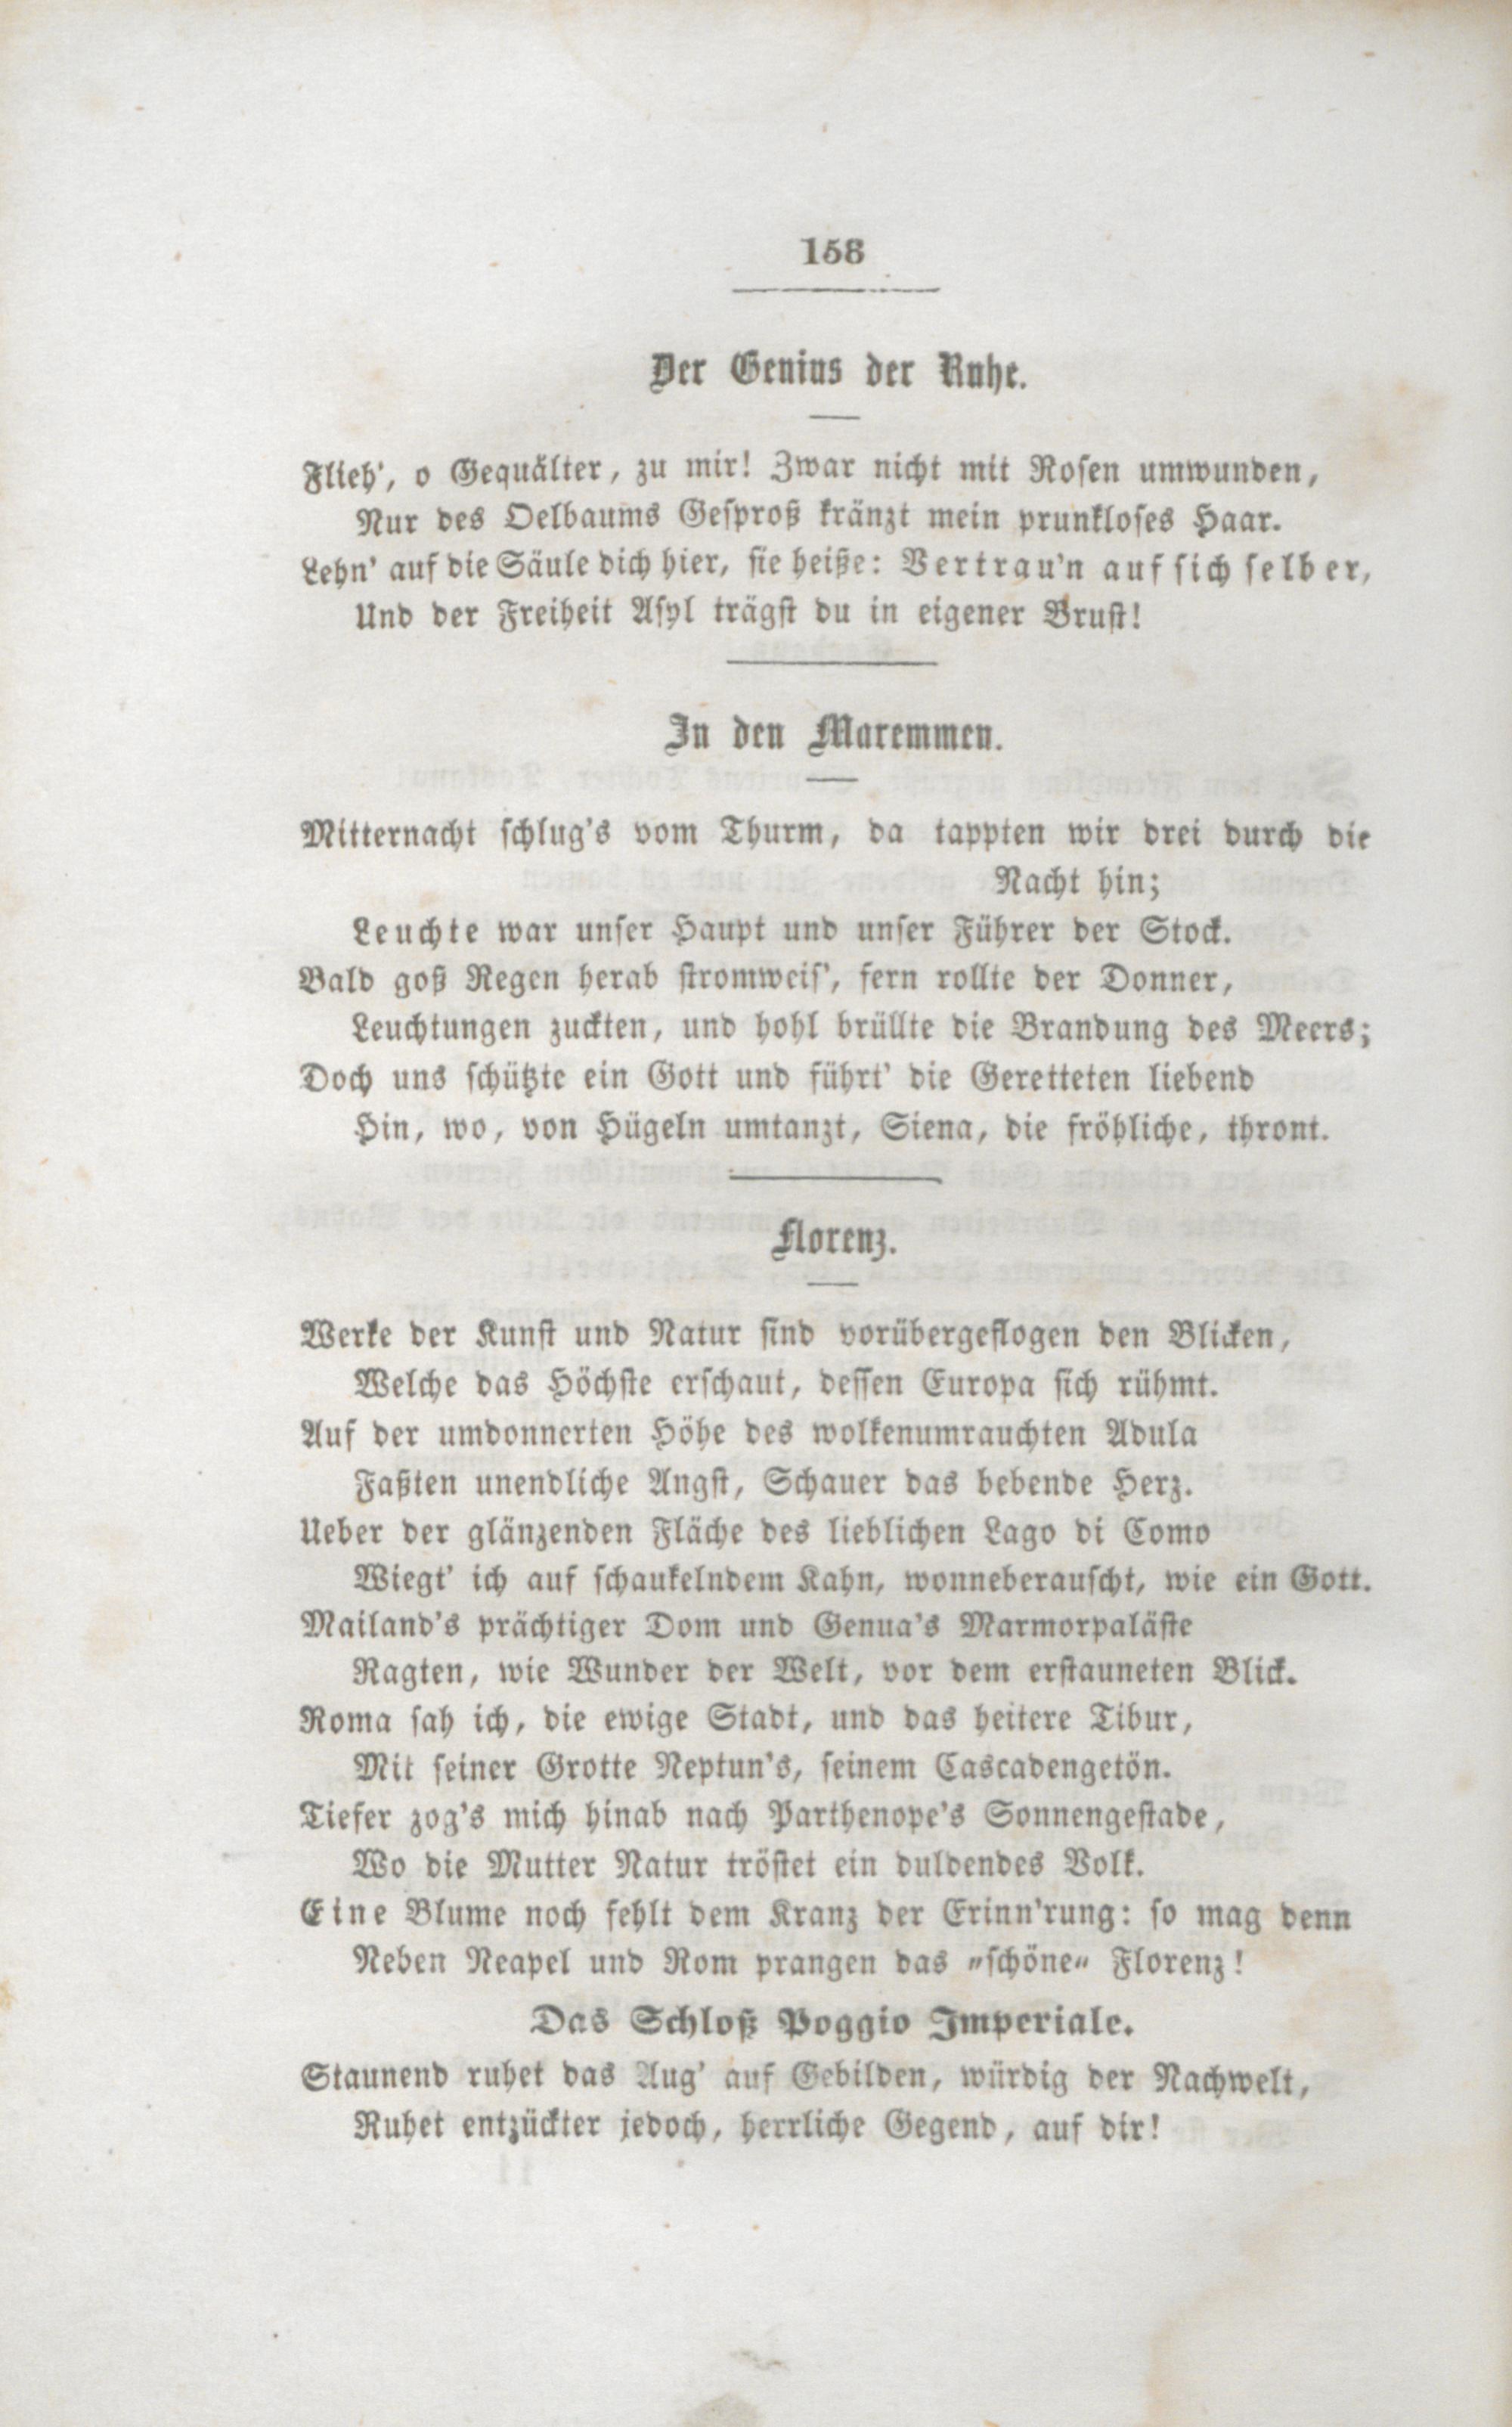 158
Der Genius der Ruhe.
Flieh', o Gequälter, zu mir! Zwar nicht mit Rosen umwunden,
Nur des Oelbaums Gesproß kränzt mein prunkloses Haar.
Lehn' auf die Säule dich hier, sie heiße: Vertrau'n auf sich selber,
Und der Freiheit Asyl trägst du in eigener Brust!
In den Maremmen.
Mitternacht schlug's vom Thurm, da tappten wir drei durch die
Nacht hin;
Leuchte war unser Haupt und unser Führer der Stock.
Bald goß Regen herab stromweis', fern rollte der Donner,
Leuchtungen zuckten, und hohl brüllte die Brandung des Meers;
Doch uns schützte ein Gott und führt' die Geretteten liebend
Hin, wo, von Hügeln umtanzt, Siena, die fröhliche, thront.
Florenz.
Werke der Kunst und Natur sind vorübergeflogen den Blicken,
Welche das Höchste erschaut, dessen Europa sich rühmt.
Auf der umdonnerten Höhe des wolkenumrauchten Adula
Faßten unendliche Angst, Schauer das bebende Herz.
Ueber der glänzenden Fläche des lieblichen Lago di Como
Wiegt' ich auf schaukelndem Kahn, wonneberauscht, wie ein Gott.
Mailand's prächtiger Dom und Genua's Marmorpaläste
Ragten, wie Wunder der Welt, vor dem erstauneten Blick.
Roma sah ich, die ewige Stadt, und das heitere Tibur,
Mit seiner Grotte Neptun's, seinem Cascadengetön.
Tiefer zog's mich hinab nach Parthenope's Sonnengestade,
Wo die Mutter Natur tröstet ein duldendes Volk.
Eine Blume noch fehlt dem Kranz der Erinn'rung: so mag denn
Neben Neapel und Rom prangen das „schöne" Florenz!
Das Schloß Poggio Imperiale.
Staunend ruhet das Aug' auf Gebilden, würdig der Nachwelt,
Ruhet entzückter jedoch, herrliche Gegend, auf dir!